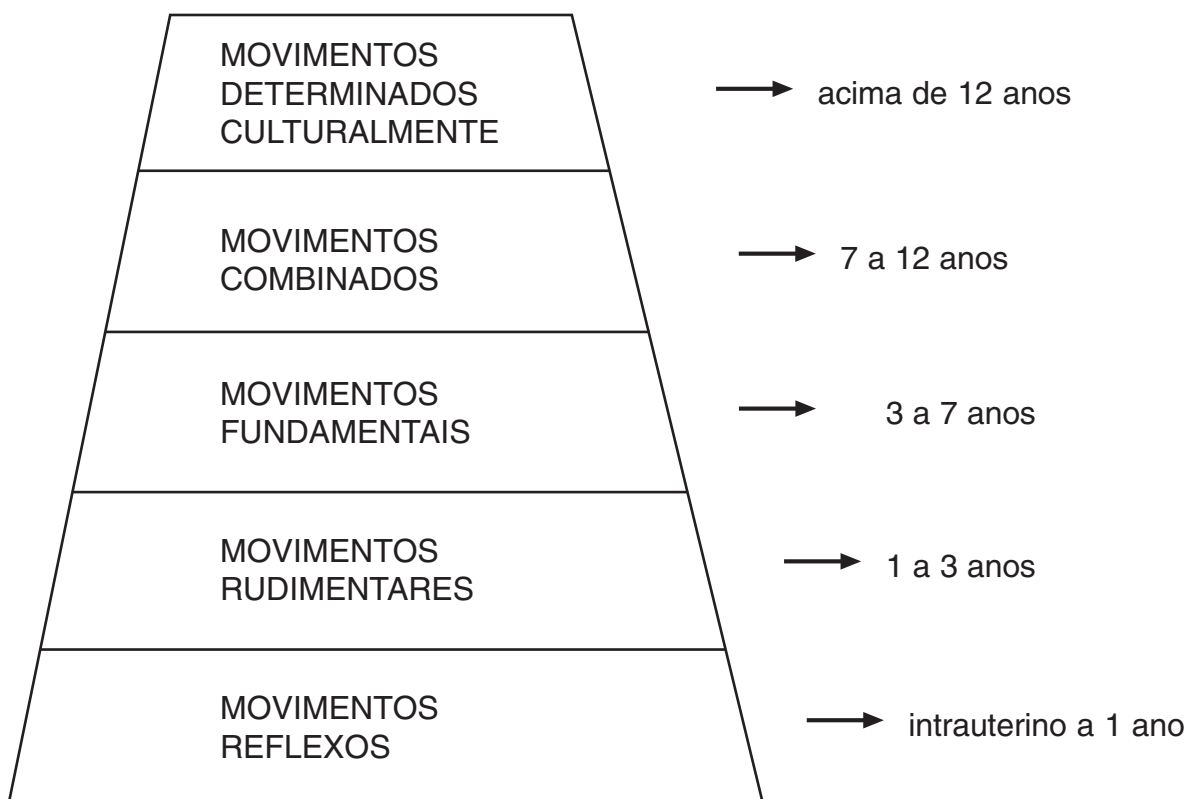 MOVIMENTOS
DETERMINADOS
CULTURALMENTE
acima de 12 anos
MOVIMENTOS
COMBINADOS
7 a 12 anos
MOVIMENTOS
FUNDAMENTAIS
3 a 7 anos
MOVIMENTOS
RUDIMENTARES
1 a 3 anos
MOVIMENTOS
REFLEXOS
intrauterino a 1 ano